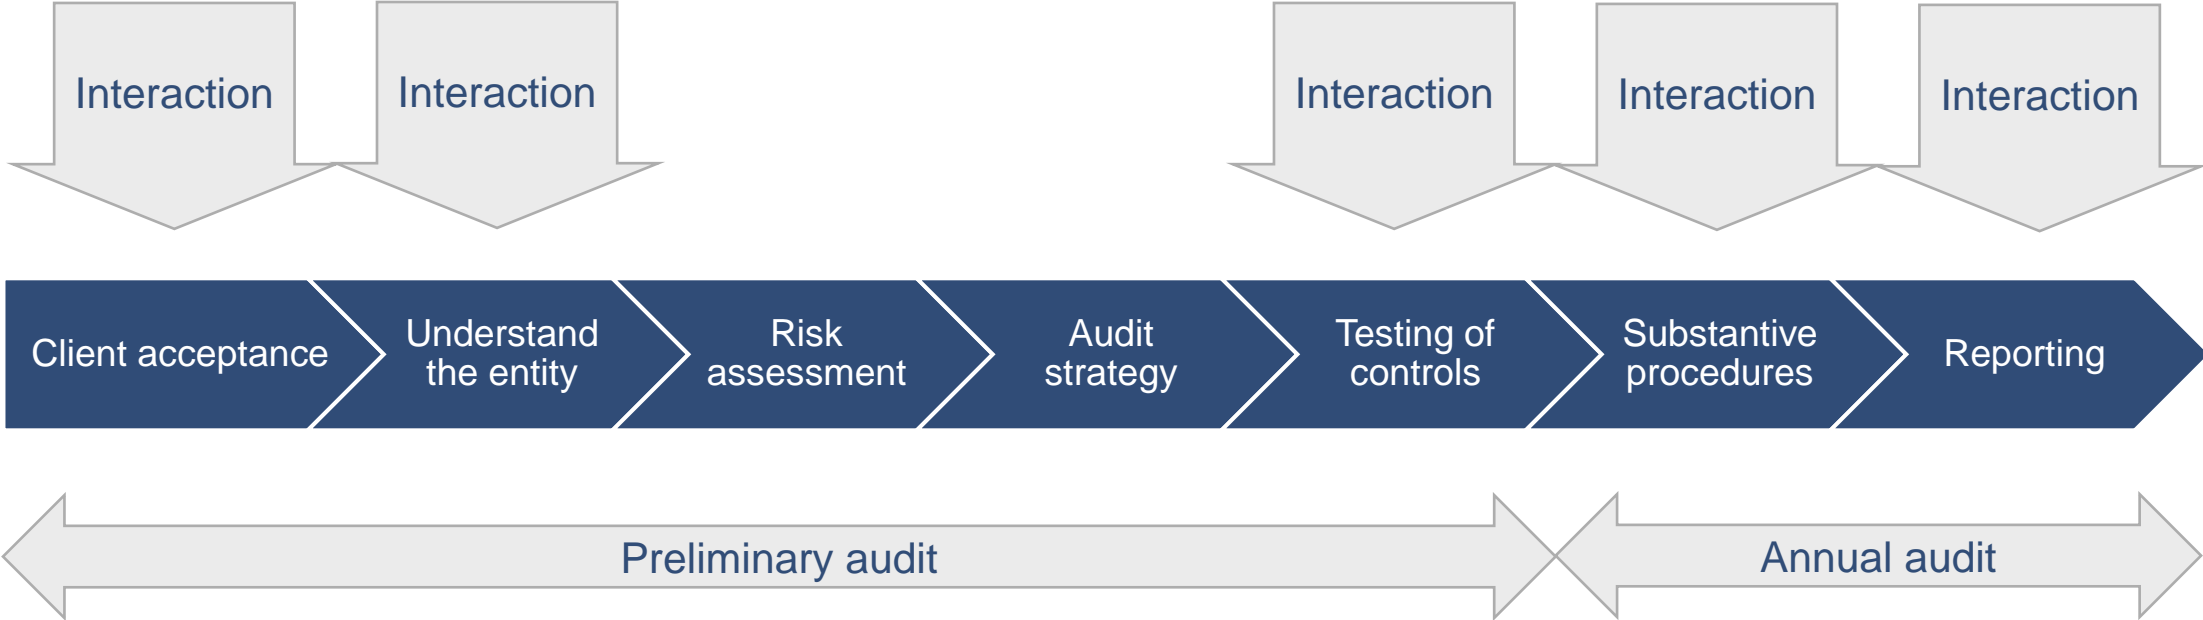 Interaction
Interaction
Interaction
Interaction
Interaction
Client acceptance
Understand
the entity
Risk
assessment
Audit
strategy
Testing of
controls
Substantive
procedures
Reporting
Preliminary audit
Annual audit